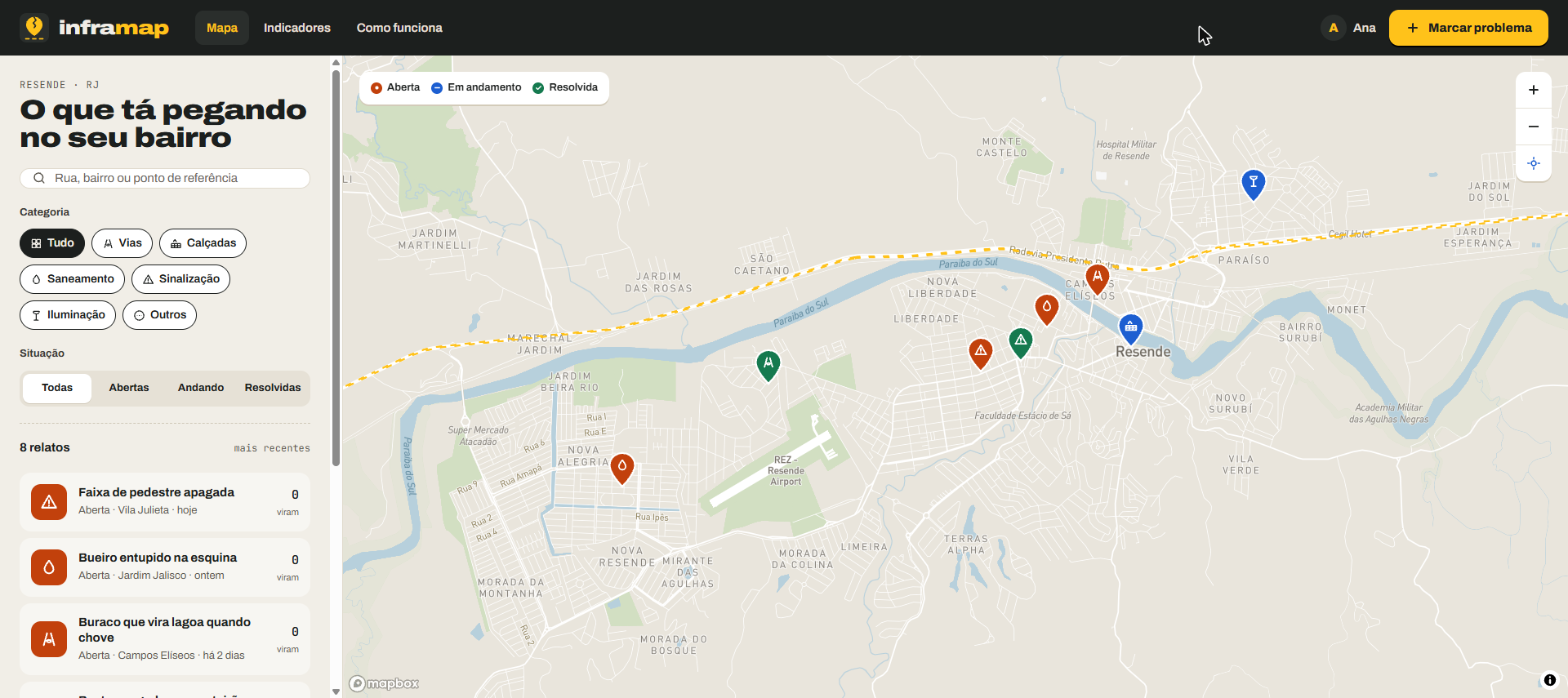 inframap
Mapa
Indicadores
Como funciona
A
Ana
+ Marcar problema
RESENDE · RJ
O que tá pegando
no seu bairro
Rua, bairro ou ponto de referência
Categoria
Tudo
Vias
Calçadas
Saneamento
Sinalização
Iluminação
Outros
Situação
Todas
Abertas
Andando
Resolvidas
8 relatos
mais recentes
Faixa de pedestre apagada
0
Aberta · Vila Julieta · hoje
viram
Bueiro entupido na esquina
0
Aberta · Jardim Jalisco · ontem
viram
Buraco que vira lagoa quando
chove
0
Aberta · Campos Elíseos · há 2 dias
viram
Aberta
Em andamento
Resolvida
+
−
LI
MONTE
CASTELO
Hospital Militar
de Resende
JARDIM
DO SOL
JARDIM
MARTINELLI
Cegil Hotel
JARDIM
ESPERANÇA
SÃO
CAETANO
Rodovia Presidente Dutra
Paraíba do Sul
PARAÍSO
JARDIM
DAS ROSAS
NOVA
LIBERDADE
CAMPOS
ELÍSEOS
Paraíba do Sul
LIBERDADE
MONET
BAIRRO
SURUBÍ
MARECHAL
JARDIM
Resende
JARDIM
BEIRA RIO
NOVO
SURUBÍ
Rua I
Faculdade Estácio de Sá
Academia Militar
das Agulhas Negras
Super Mercado
Atacadão
Rua E
Rua 6
Paraíba do Sul
NOVA
ALEGRIA
REZ -
Resende
Airport
VILA
VERDE
Rua Amapá
Rua 9
Rua Ipês
Rua 2
Rua 4
TERRAS
ALPHA
LIMEIRA
NOVA
RESENDE
MIRANTE
DAS
AGULHAS
MORADA
DA COLINA
MORADA DA
MONTANHA
Rua 2
MORADA DO
BOSQUE
mapbox